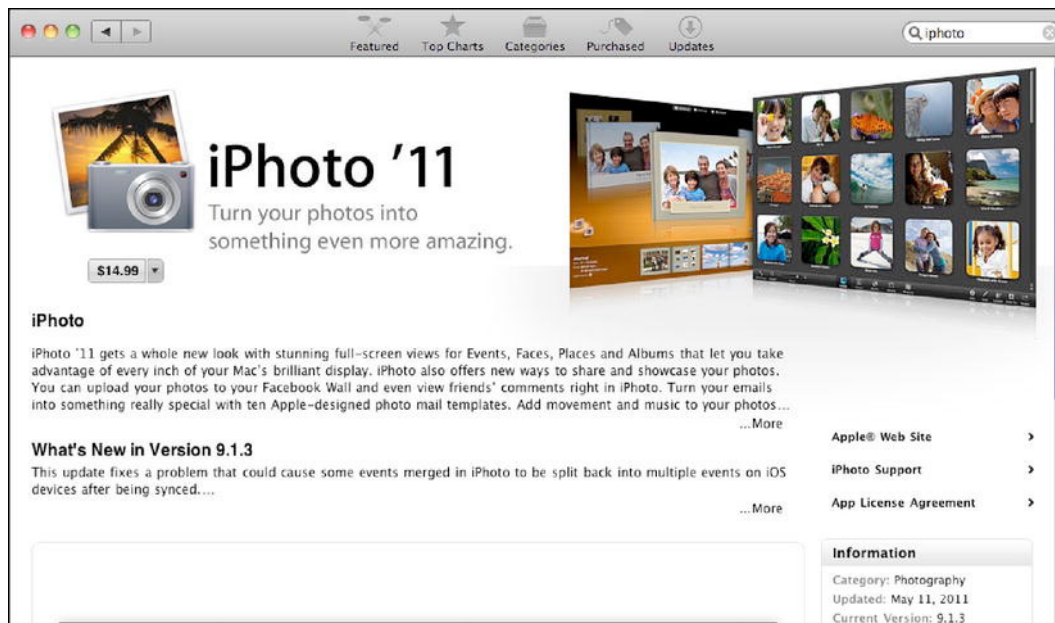 Featured
Top Charts
Categories
Purchased
Updates
iphoto
iPhoto '11
Turn your photos into
something even more amazing.
$14.99
iPhoto
iPhoto '11 gets a whole new look with stunning full-screen views for Events, Faces, Places and Albums that let you take
advantage of every inch of your Mac's brilliant display. iPhoto also offers new ways to share and showcase your photos.
You can upload your photos to your Facebook Wall and even view friends' comments right in iPhoto. Turn your emails
into something really special with ten Apple-designed photo mail templates. Add movement and music to your photos...
...More
What's New in Version 9.1.3
This update fixes a problem that could cause some events merged in iPhoto to be split back into multiple events on iOS
devices after being synced....
...More
Apple® Web Site
iPhoto Support
App License Agreement
Information
Category: Photography
Updated: May 11, 2011
Current Version: 9.1.3